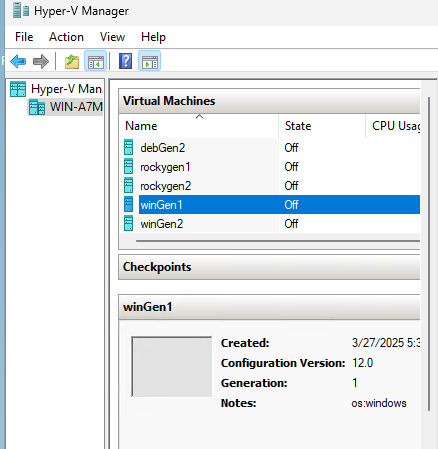 Hyper-V Manager
File Action View Help
Hyper-V Mana
WIN-A7M
Virtual Machines
Name State CPU Usag
debGen2 Off
rockygen1 Off
rockygen2 Off
winGen1 Off
winGen2 Off
Checkpoints
winGen1
Created: 3/27/2025 5:3
Configuration Version: 12.0
Generation: 1
Notes: os:windows